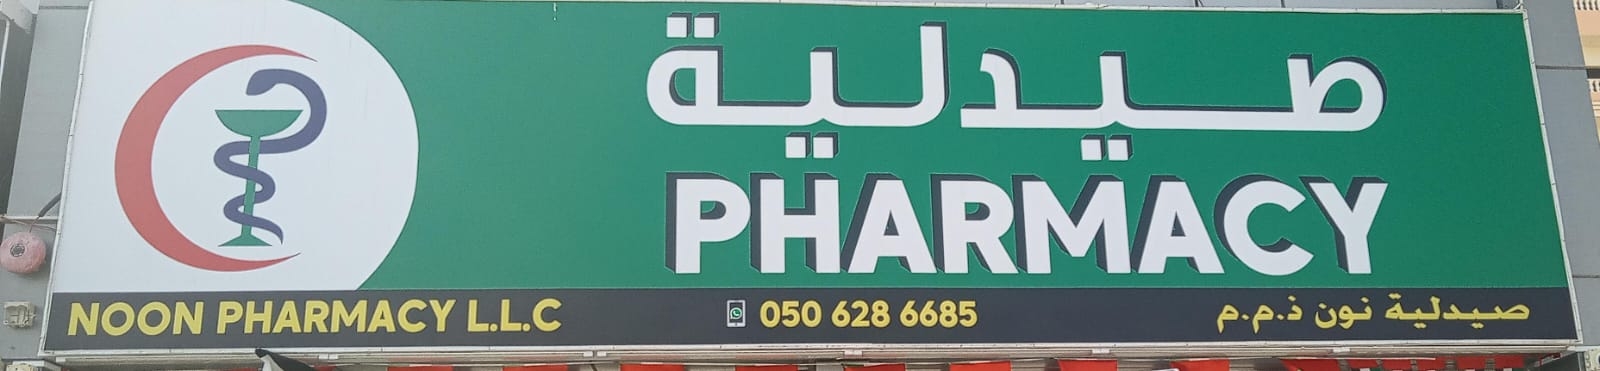 صيدلية
PHARMACY
NOON PHARMACY L.L.C
050 628 6685
صيدلية نون ذ.م.م